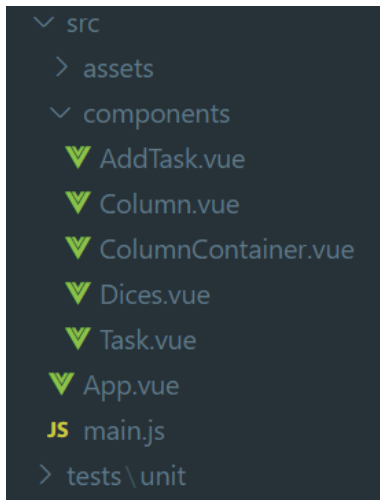 src
assets
components
AddTask.vue
Column.vue
ColumnContainer.vue
Dices.vue
Task.vue
App.vue
JS main.js
tests\unit